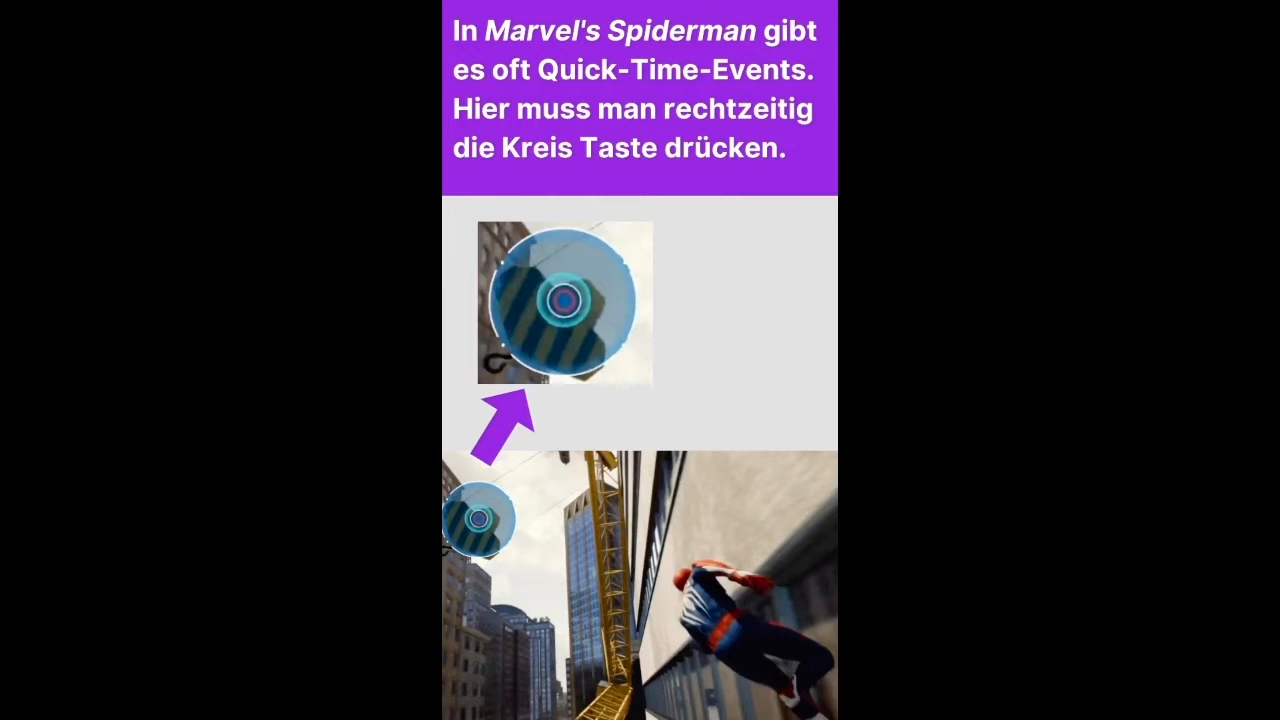 In Marvel's Spiderman gibt
es oft Quick-Time-Events.
Hier muss man rechtzeitig
die Kreis Taste drücken.